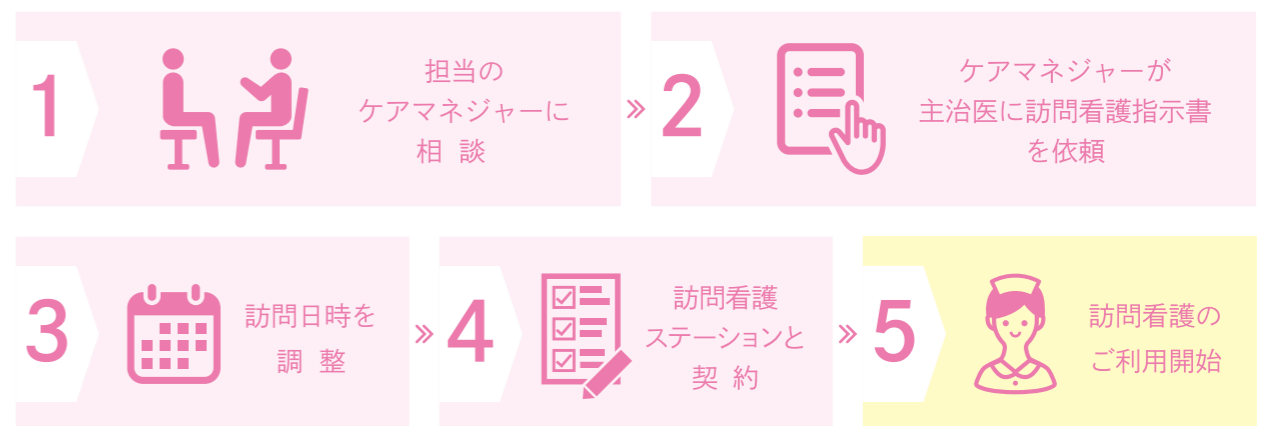 1
担当の
ケアマネジャーに
相 談
2
ケアマネジャーが
主治医に訪問看護指示書
を依頼
3
訪問日時を
調 整
4
訪問看護
ステーションと
契 約
5
訪問看護の
ご利用開始